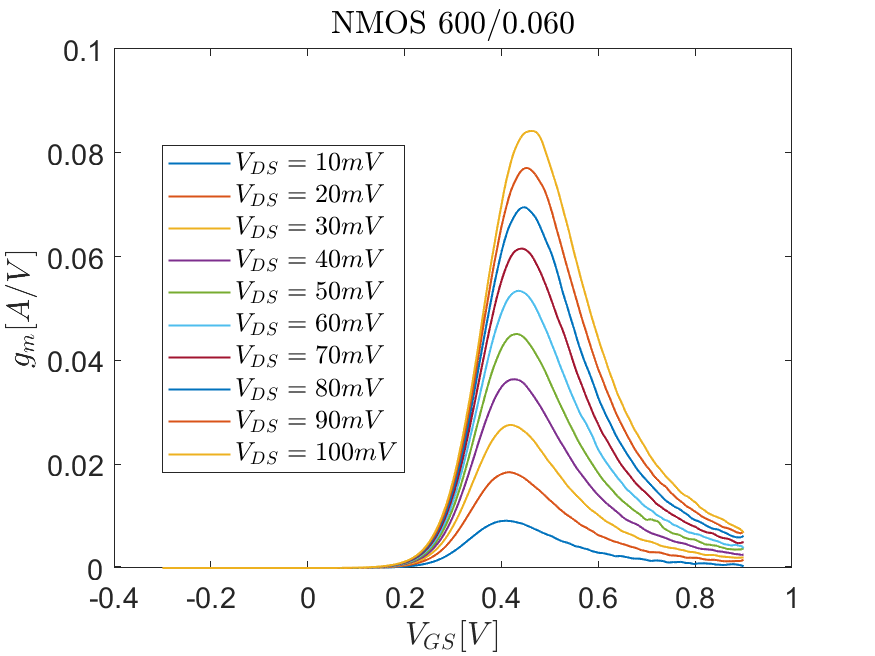 NMOS 600/0.060
0.1
0.08
0.06
0.04
0.02
0
g_m[A/V]
V_DS = 10mV
V_DS = 20mV
V_DS = 30mV
V_DS = 40mV
V_DS = 50mV
V_DS = 60mV
V_DS = 70mV
V_DS = 80mV
V_DS = 90mV
V_DS = 100mV
-0.4 -0.2 0 0.2 0.4 0.6 0.8 1
V_GS[V]